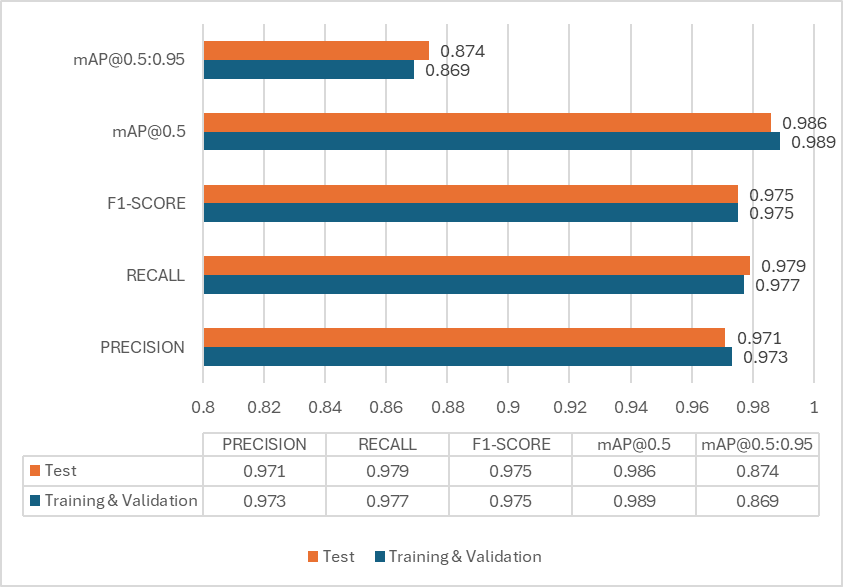 mAP@0.5:0.95
0.874
0.869
mAP@0.5
0.986
0.989
F1-SCORE
0.975
0.975
RECALL
0.979
0.977
PRECISION
0.971
0.973
0.8 0.82 0.84 0.86 0.88 0.9 0.92 0.94 0.96 0.98 1
PRECISION RECALL F1-SCORE mAP@0.5 mAP@0.5:0.95
Test 0.971 0.979 0.975 0.986 0.874
Training & Validation 0.973 0.977 0.975 0.989 0.869
Test Training & Validation